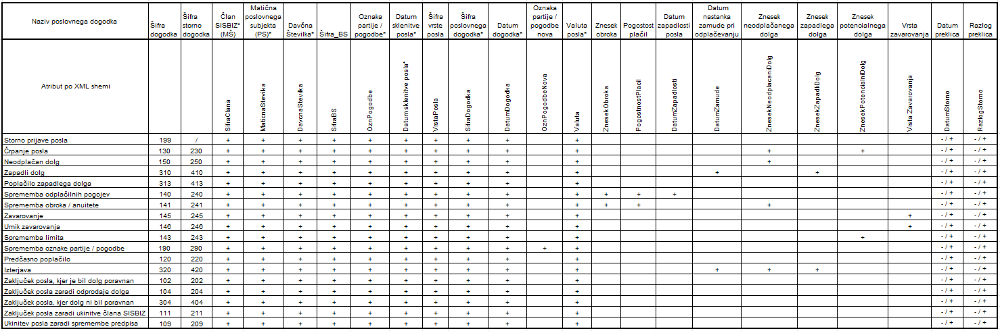 Naziv poslovnega dogodka | Šifra dogodka | Šifra storno dogodka | Član SISBIZ* (MŠ) | Matična poslovnega subjekta (PS)* | Davčna Številka* | Šifra_BS | Oznaka partije / pogodbe* | Datum sklenitve posla* | Šifra vrste posla | Šifra poslovnega dogodka* | Datum dogodka* | Oznaka partije / pogodbe nova | Valuta posla* | Znesek obroka | Pogostost plačil | Datum zapadlosti posla | Datum nastanka zamude pri odplačevanju | Znesek neodplačanega dolga | Znesek zapadlega dolga | Znesek potencialnega dolga | Vrsta zavarovanja | Datum preklica | Razlog preklica
Atribut po XML shemi | | | SifraClana | MaticnaStevilka | DavcnaStevilka | SifraBS | OznPogodbe | Datum sklenitve posla* | VrstaPosla | SifraDogodka | DatumDogodka | OznPogodbeNova | Valuta | ZnesekObroka | PogostnostPlacil | DatumZapadlosti | DatumZamude | ZnesekNeodplacaniDolg | ZnesekZapadliDolg | ZnesekPotencialniDolg | Vrsta Zavarovanja | DatumStorno | RazlogStorno
Storno prijave posla | 199 | / | + | + | + | + | + | + | + | + | + | | + | | | | | | | | | - / + | - / +
Črpanje posla | 130 | 230 | + | + | + | + | + | + | + | + | + | | + | | | | | + | | + | | - / + | - / +
Neodplačan dolg | 150 | 250 | + | + | + | + | + | + | + | + | + | | + | | | | | + | | | | - / + | - / +
Zapadli dolg | 310 | 410 | + | + | + | + | + | + | + | + | + | | + | | | | + | | + | | | - / + | - / +
Poplačilo zapadlega dolga | 313 | 413 | + | + | + | + | + | + | + | + | + | | + | | | | | | | | | - / + | - / +
Sprememba odplačilnih pogojev | 140 | 240 | + | + | + | + | + | + | + | + | + | | + | + | + | + | | | | | | - / + | - / +
Sprememba obroka / anuitete | 141 | 241 | + | + | + | + | + | + | + | + | + | | + | + | + | | | + | | | | - / + | - / +
Zavarovanje | 145 | 245 | + | + | + | + | + | + | + | + | + | | + | | | | | | | | + | - / + | - / +
Umik zavarovanja | 146 | 246 | + | + | + | + | + | + | + | + | + | | + | | | | | | | | + | - / + | - / +
Sprememba limita | 143 | 243 | + | + | + | + | + | + | + | + | + | | + | | | | | | | + | | - / + | - / +
Sprememba oznake partije / pogodbe | 190 | 290 | + | + | + | + | + | + | + | + | + | + | + | | | | | | | | | - / + | - / +
Predčasno poplačilo | 120 | 220 | + | + | + | + | + | + | + | + | + | | + | | | | | | | | | - / + | - / +
Izterjava | 320 | 420 | + | + | + | + | + | + | + | + | + | | + | | | | + | + | + | | | - / + | - / +
Zaključek posla, kjer je bil dolg poravnan | 102 | 202 | + | + | + | + | + | + | + | + | + | | + | | | | | | | | | - / + | - / +
Zaključek posla zaradi odprodaje dolga | 104 | 204 | + | + | + | + | + | + | + | + | + | | + | | | | | | | | | - / + | - / +
Zaključek posla, kjer dolg ni bil poravnan | 304 | 404 | + | + | + | + | + | + | + | + | + | | + | | | | | | | | | - / + | - / +
Zaključek posla zaradi ukinitve člana SISBIZ | 111 | 211 | + | + | + | + | + | + | + | + | + | | + | | | | | | | | | - / + | - / +
Ukinitev posla zaradi spremembe predpisa | 109 | 209 | + | + | + | + | + | + | + | + | + | | + | | | | | | | | | - / + | - / +